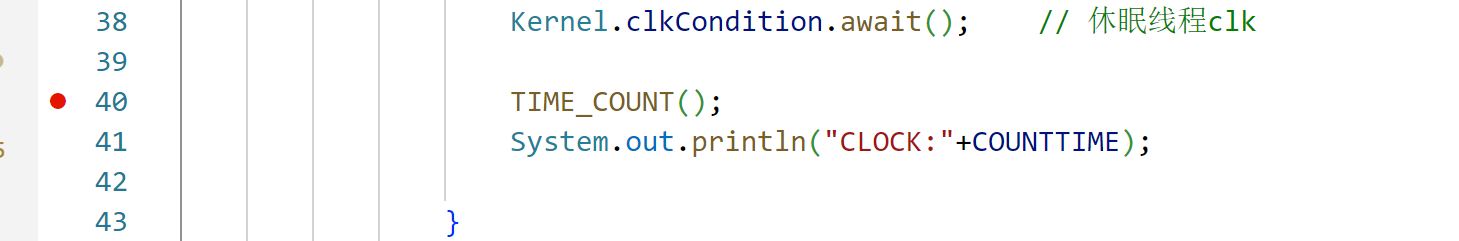 38 Kernel.clkCondition.await();    // 休眠线程clk
39
40 TIME_COUNT();
41 System.out.println("CLOCK:"+COUNTTIME);
42
43 }